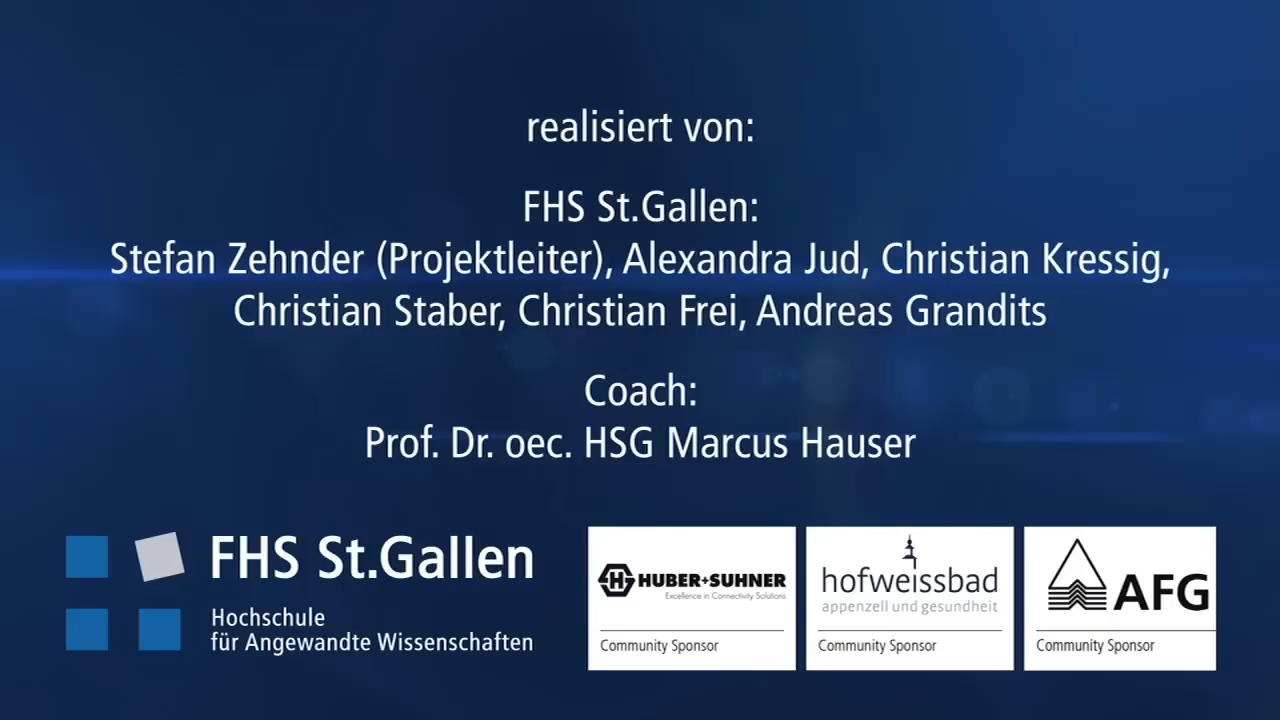 realisiert von:
FHS St.Gallen:
Stefan Zehnder (Projektleiter), Alexandra Jud, Christian Kressig,
Christian Staber, Christian Frei, Andreas Grandits
Coach:
Prof. Dr. oec. HSG Marcus Hauser
FHS St.Gallen
Hochschule
für Angewandte Wissenschaften
HUBER+SUHNER
Excellence in Connectivity Solutions
Community Sponsor
hofweissbad
appenzell und gesundheit
Community Sponsor
AFG
Community Sponsor